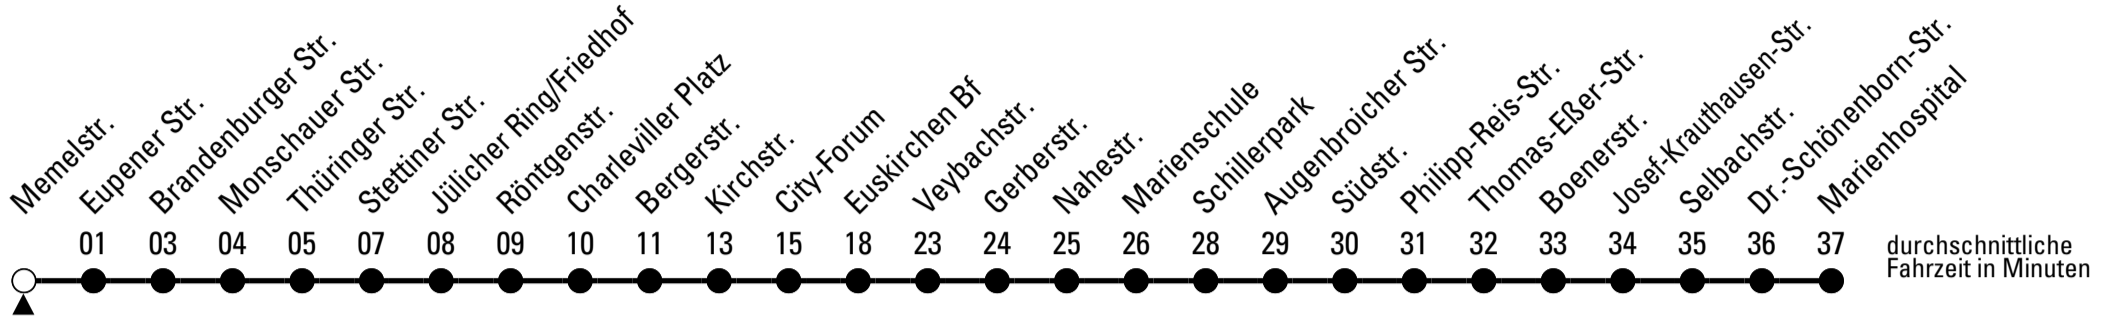 Memelstr.
Eupener Str.
Brandenburger Str.
Monschauer Str.
Thüringer Str.
Stettiner Str.
Jülicher Ring/Friedhof
Röntgenstr.
Charleviller Platz
Bergerstr.
Kirchstr.
City-Forum
Euskirchen Bf
Veybachstr.
Gerberstr.
Nahestr.
Marienschule
Schillerpark
Augenbroicher Str.
Südstr.
Philipp-Reis-Str.
Thomas-Eßer-Str.
Boenerstr.
Josef-Krauthausen-Str.
Selbachstr.
Dr.-Schönenborn-Str.
Marienhospital
01 03 04 05 07 08 09 10 11 13 15 18 23 24 25 26 28 29 30 31 32 33 34 35 36 37
durchschnittliche
Fahrzeit in Minuten